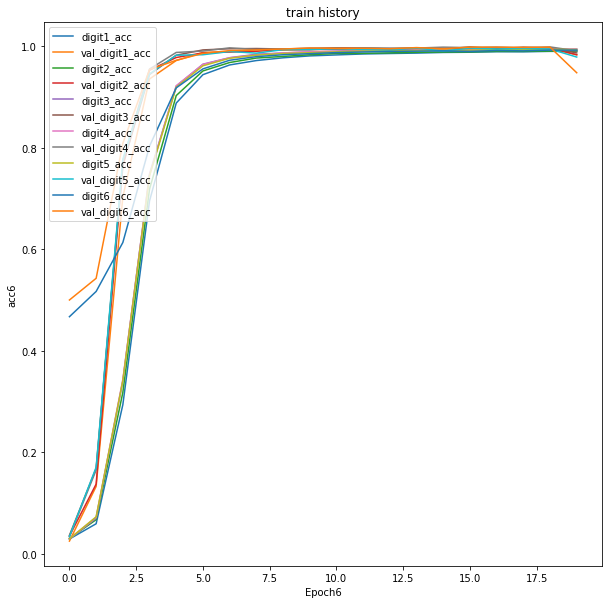 train history
digit1_acc
val_digit1_acc
digit2_acc
val_digit2_acc
digit3_acc
val_digit3_acc
digit4_acc
val_digit4_acc
digit5_acc
val_digit5_acc
digit6_acc
val_digit6_acc
1.0
0.8
0.6
0.4
0.2
0.0
acc6
0.0 2.5 5.0 7.5 10.0 12.5 15.0 17.5
Epoch6